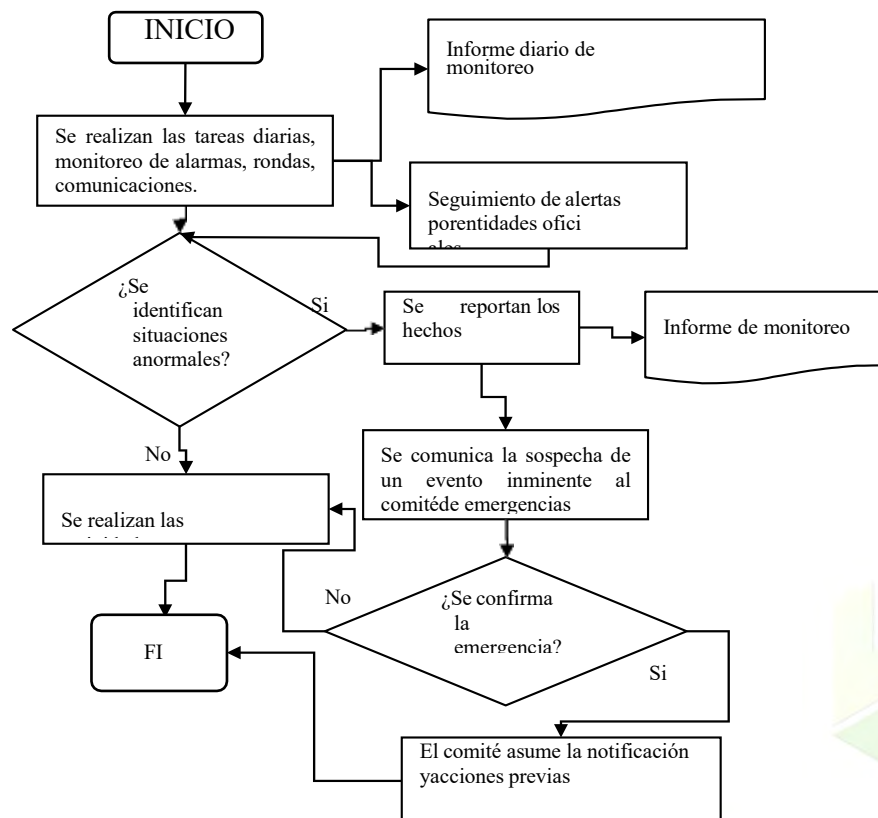 INICIO
Informe diario de
monitoreo
Se realizan las tareas diarias,
monitoreo de alarmas, rondas,
comunicaciones.
Seguimiento de alertas
porentidades ofici
ales
¿Se
identifican
situaciones
anormales?
Si
Se reportan los
hechos
Informe de monitoreo
No
Se comunica la sospecha de
un evento inminente al
comitéde emergencias
Se realizan las
No
¿Se confirma
la
emergencia?
Si
FI
El comité asume la notificación
yacciones previas